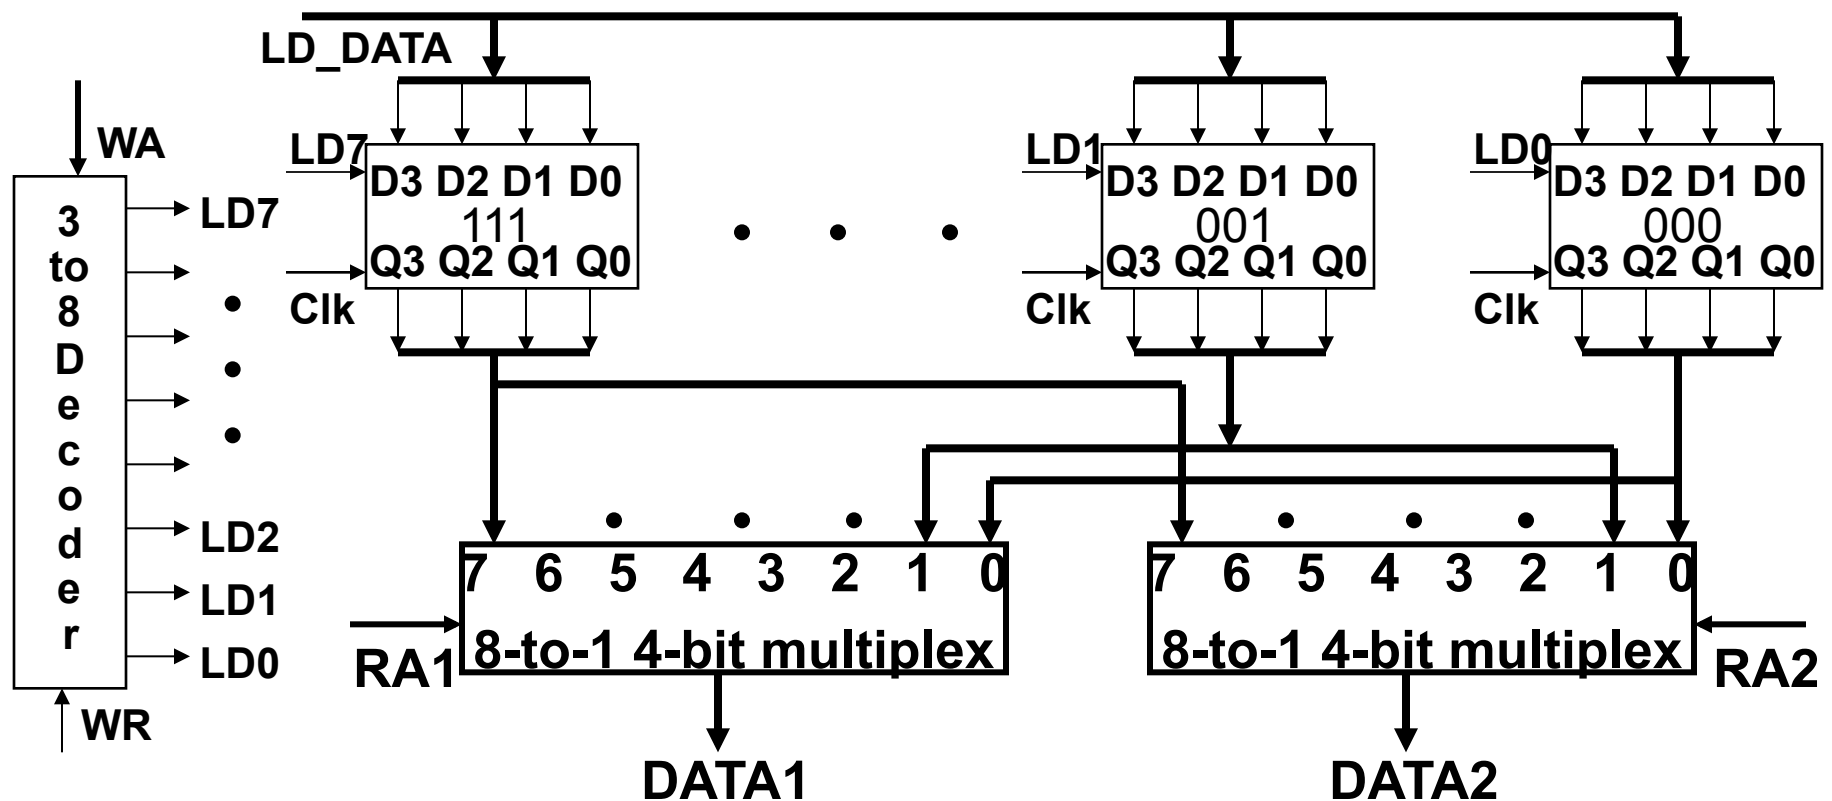 LD_DATA
WA
LD7
LD1
LD0
D3 D2 D1 D0
D3 D2 D1 D0
D3 D2 D1 D0
111
001
000
Q3 Q2 Q1 Q0
Q3 Q2 Q1 Q0
Q3 Q2 Q1 Q0
Clk
Clk
Clk
3
to
8
D
e
c
o
d
e
r
LD7
LD2
LD1
LD0
WR
7 6 5 4 3 2 1 0
8-to-1 4-bit multiplex
RA1
DATA1
7 6 5 4 3 2 1 0
8-to-1 4-bit multiplex
RA2
DATA2